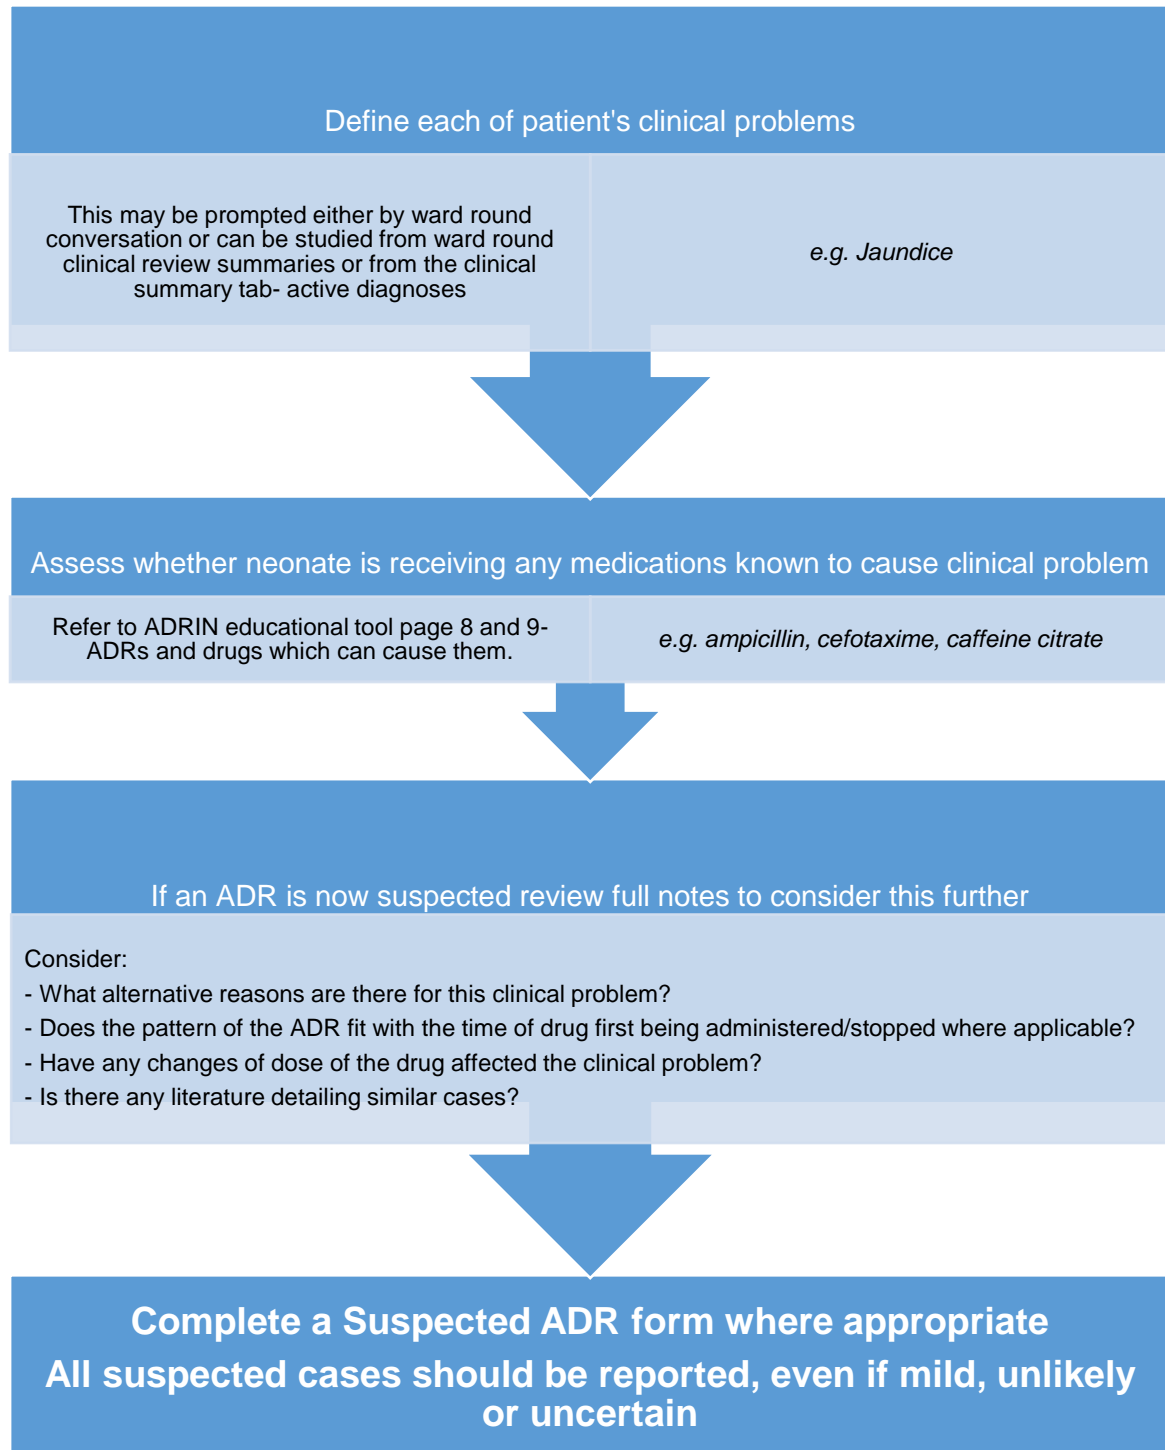 Define each of patient's clinical problems
This may be prompted either by ward round
conversation or can be studied from ward round
clinical review summaries or from the clinical
summary tab- active diagnoses
e.g. Jaundice
Assess whether neonate is receiving any medications known to cause clinical problem
Refer to ADRIN educational tool page 8 and 9-
ADRs and drugs which can cause them.
e.g. ampicillin, cefotaxime, caffeine citrate
If an ADR is now suspected review full notes to consider this further
Consider:
- What alternative reasons are there for this clinical problem?
- Does the pattern of the ADR fit with the time of drug first being administered/stopped where applicable?
- Have any changes of dose of the drug affected the clinical problem?
- Is there any literature detailing similar cases?
Complete a Suspected ADR form where appropriate
All suspected cases should be reported, even if mild, unlikely
or uncertain